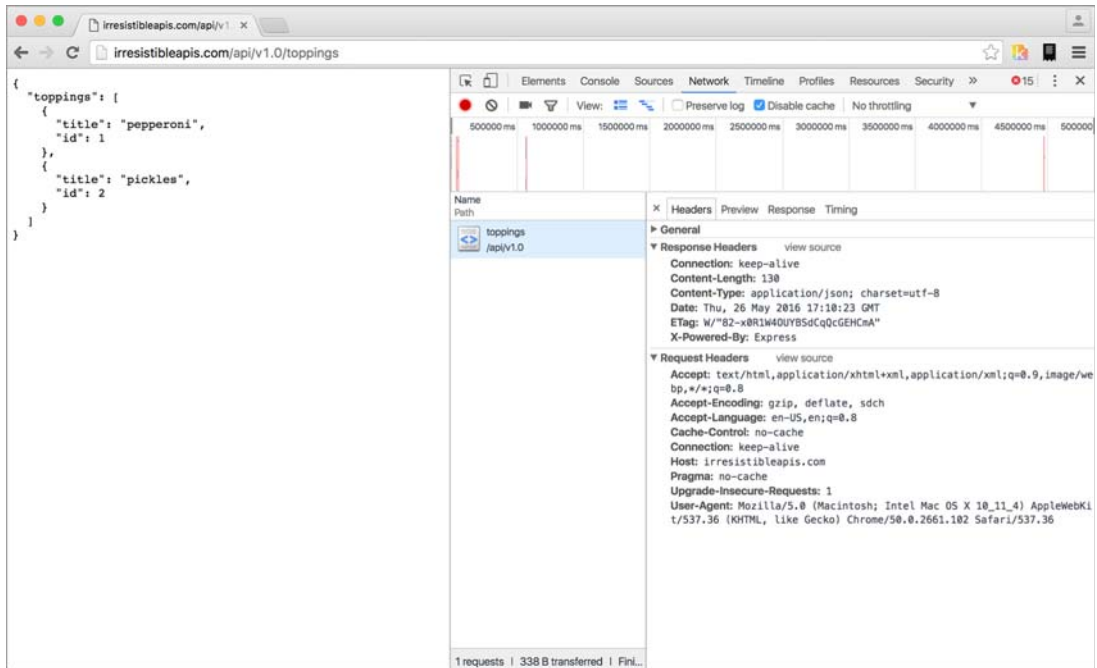 irresistibleapis.com/api/v1
irresistibleapis.com/api/v1.0/toppings
{
"toppings": [
{
"title": "pepperoni",
"id": 1
},
{
"title": "pickles",
"id": 2
}
]
}
Elements Console Sources Network Timeline Profiles Resources Security » 15
View: Preserve log Disable cache No throttling
500000 ms 1000000 ms 1500000 ms 2000000 ms 2500000 ms 3000000 ms 3500000 ms 4000000 ms 4500000 ms 500000
Name
Path
toppings
/api/v1.0
× Headers Preview Response Timing
General
Response Headers view source
Connection: keep-alive
Content-Length: 130
Content-Type: application/json; charset=utf-8
Date: Thu, 26 May 2016 17:10:23 GMT
ETag: W/"82-x0R1W4OUYBSdCqQcGEHCmA"
X-Powered-By: Express
Request Headers view source
Accept: text/html,application/xhtml+xml,application/xml;q=0.9,image/we
bp,*/*;q=0.8
Accept-Encoding: gzip, deflate, sdch
Accept-Language: en-US,en;q=0.8
Cache-Control: no-cache
Connection: keep-alive
Host: irresistibleapis.com
Pragma: no-cache
Upgrade-Insecure-Requests: 1
User-Agent: Mozilla/5.0 (Macintosh; Intel Mac OS X 10_11_4) AppleWebKi
t/537.36 (KHTML, like Gecko) Chrome/50.0.2661.102 Safari/537.36
1 requests | 338 B transferred | Fini...